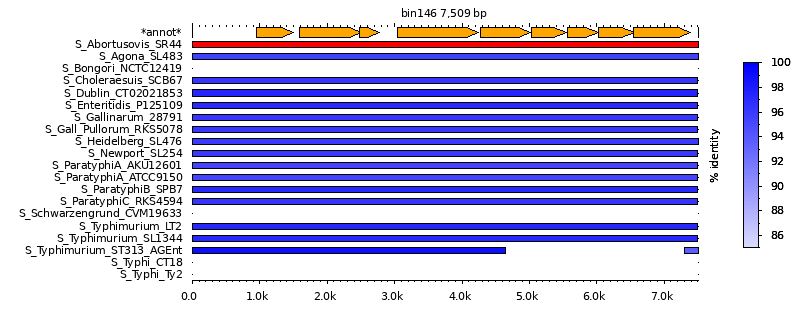 bin146 7,509 bp
*annot*
S_Abortusovis_SR44
S_Agona_SL483
S_Bongori_NCTC12419
S_Choleraesuis_SCB67
S_Dublin_CT02021853
S_Enteritidis_P125109
S_Gallinarum_28791
S_Gall_Pullorum_RKS5078
S_Heidelberg_SL476
S_Newport_SL254
S_ParatyphiA_AKU12601
S_ParatyphiA_ATCC9150
S_ParatyphiB_SPB7
S_ParatyphiC_RKS4594
S_Schwarzengrund_CVM19633
S_Typhimurium_LT2
S_Typhimurium_SL1344
S_Typhimurium_ST313_AGEnt
S_Typhi_CT18
S_Typhi_Ty2
0.0 1.0k 2.0k 3.0k 4.0k 5.0k 6.0k 7.0k
% identity
100
98
96
94
92
90
88
86